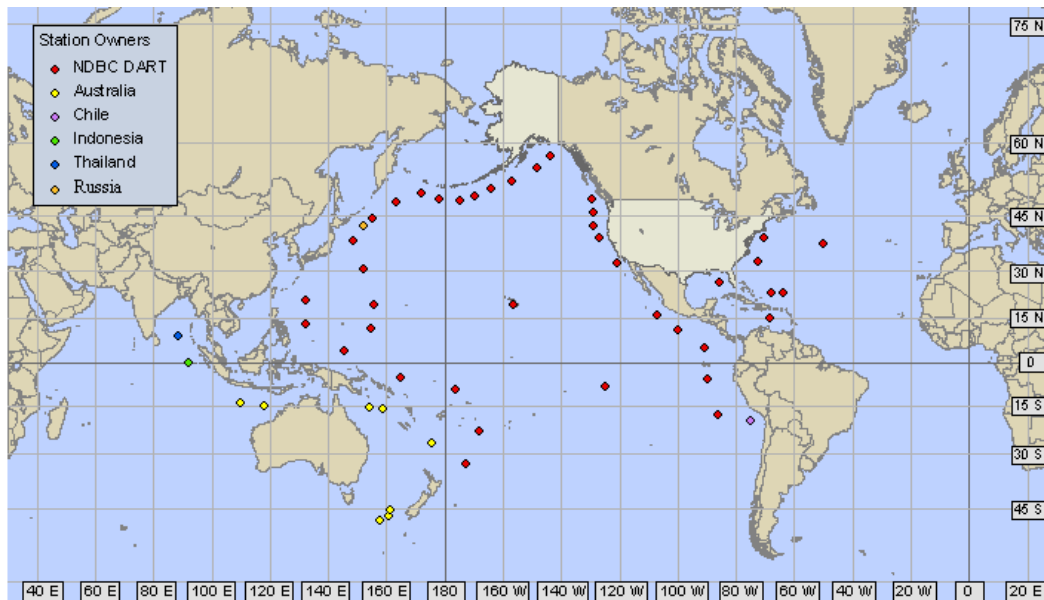 Station Owners
NDBC DART
Australia
Chile
Indonesia
Thailand
Russia
75 N
60 N
45 N
30 N
15 N
0
15 S
30 S
45 S
40 E
60 E
80 E
100 E
120 E
140 E
160 E
180
160 W
140 W
120 W
100 W
80 W
60 W
40 W
20 W
0
20 E